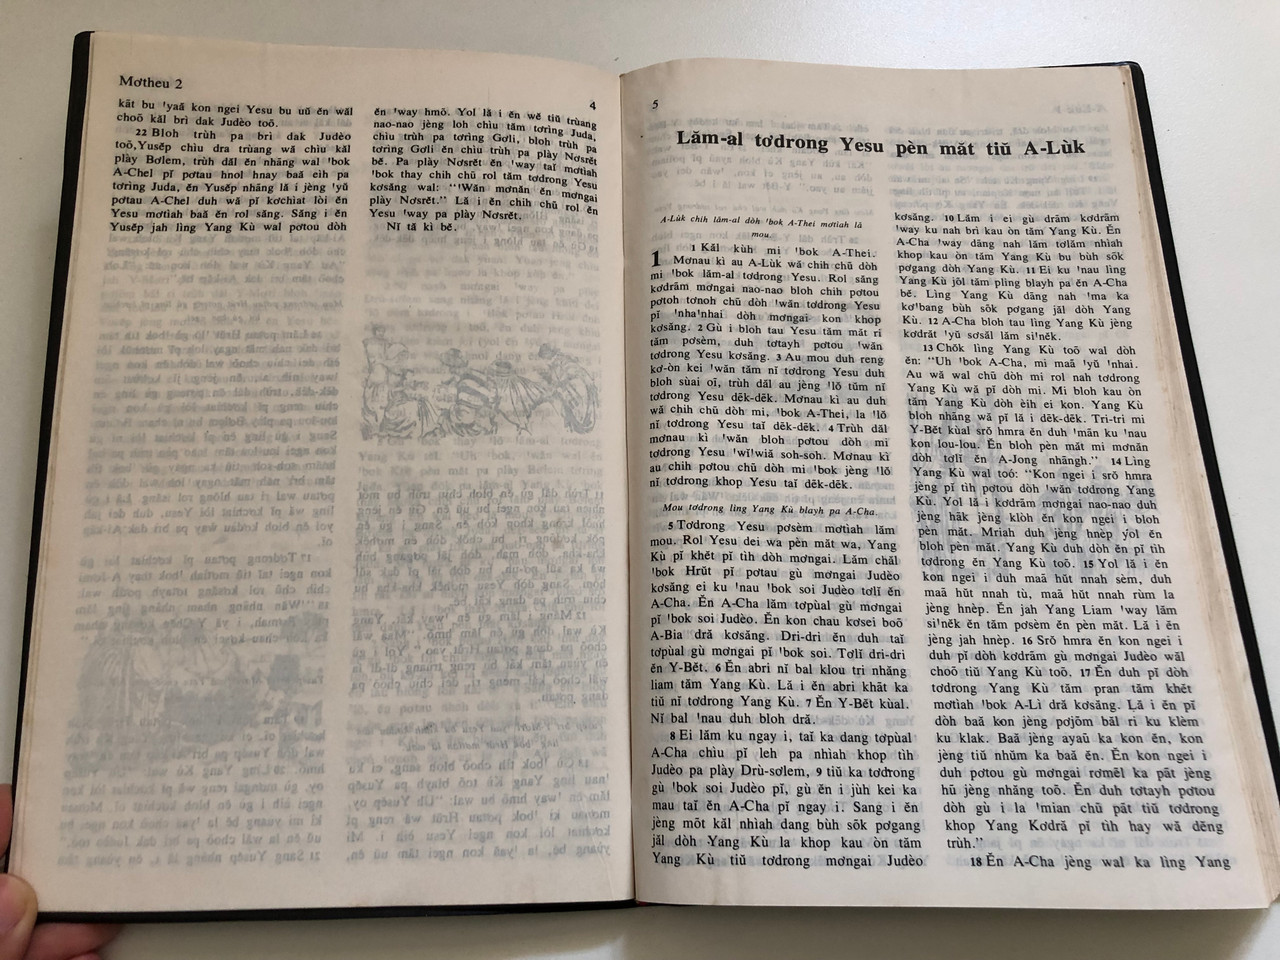 Mơtheu 2
4
kăt bu 'yaă kon ngei Yesu bu uŭ ĕn wăl
choŏ kăl brì dak Judèo toŏ.
22 Bloh trùh pa brì dak Judèo
toŏ,Yusĕp chìu dra trùang wă chìu kăl
plày Bơlem, trùh dăl ĕn nhăng wal 'bok
A-Chel pĭ pơtau hnol hnay baă eìh pa
tơrìng Juda, ĕn Yusĕp nhăng lă i jèng 'yŭ
pơtau A-Chel duh wă pĭ kơchiat lòi ĕn
Yesu mơtìah baă ĕn rol săng. Săng i ĕn
Yusĕp jah lìng Yang Kù wal pơtou dòh
ĕn 'way hmŏ. Yol lă i ĕn wĕ tiŭ trùang
nao-nao jèng loh chìu tăm tơrìng Juda,
chìu trùh pa tơrìng Gơli, bloh trùh pa
tơrìng Gơli ĕn chìu trùh pa plày Nơsrĕt
bĕ. Pa plày Nơsrĕt ĕn 'way taĭ mơtìah
'bok thay chih chŭ rol tăm tơdrong Yesu
kơsăng wal: "'Wăn mơnăn ĕn mơngai
plày Nơsrĕt." Lă i ĕn chih chŭ rol ĕn
Yesu 'way pa plày Nơsrĕt.
Nĭ tă kì bĕ.
5
Lăm-al tơdrong Yesu pèn măt tiŭ A-Lùk
A-Lùk chih lăm-al dòh 'bok A-Thei mơtìah lă
mou.
1 1 Kăl kùh mi 'bok A-Thei.
Mơnau kì au A-Lùk wă chih chŭ dòh
mi 'bok lăm-al tơdrong Yesu. Rol săng
kơdrăm mơngai nao-nao bloh chih pơtou
pơtoh tơnoh chŭ dòh 'wăn tơdrong Yesu
pĭ 'nha'nhai dòh mơngai kon khop
kơsăng. 2 Gù i bloh tau Yesu tăm măt ri
tăm pơsèm, duh tơtayh pơtou 'wăn
tơdrong Yesu kơsăng. 3 Au mou duh reng
kơ-òn kei 'wăn tăm nĭ tơdrong Yesu duh
bloh sùai oĭ, trùh dăl au jèng 'lŏ tŭm nĭ
tơdrong Yesu dĕk-dĕk. Mơnau kì au duh
wă chih chŭ dòh mi, 'bok A-Thei, la 'lŏ
nĭ tơdrong Yesu taĭ dĕk-dĕk. 4 Trùh dăl
mơnau kì 'wăn bloh pơtou dòh mi
tơdrong Yesu 'wĭ'wiă soh-soh. Mơnau kì
au chih pơtou chŭ dòh mi 'bok jèng 'lŏ
nĭ tơdrong khop Yesu taĭ dĕk-dĕk.
Mou tơdrong lìng Yang Kù blayh pa A-Cha.
5 Tơdrong Yesu pơsèm mơtìah lăm
mou. Rol Yesu dei wa pèn măt wa, Yang
Kù pĭ khĕt pĭ tìh dòh mơngai. Lăm chăl
'bok Hrŭt pĭ pơtau gù mơngai Judèo
kơsăng ei ku 'nau 'bok soi Judèo tơlĭ ĕn
A-Cha. Ĕn A-Cha lăm tơpùal gù mơngai
pĭ 'bok soi Judèo. Ĕn kon chau kơsei boŏ
A-Bia dră kơsăng. Dri-dri ĕn duh taĭ
tơpùal gù mơngai pĭ 'bok soi. Tơlĭ dri-dri
ĕn Y-Bĕt. 6 Ĕn abri nĭ bal klou tri nhăng
liam tăm Yang Kù. Lă i ĕn abri khăt ka
tiŭ nĭ tơdrong Yang Kù. 7 Ĕn Y-Bĕt kùal.
Nĭ bal 'nau duh bloh dră.
8 Ei lăm ku ngay i, taĭ ka dang tơpùal
A-Cha chìu pĭ leh pa nhìah khop tìh
Judèo pa plày Drù-sơlem, 9 tiŭ ka tơdrong
gù 'bok soi Judèo pĭ, gù ĕn i jùh kei ka
mau taĭ ĕn A-Cha pĭ ngay i. Sang i ĕn
jèng mŏt kăl nhìah dang bùh sŏk pơgang
jăl dòh Yang Kù la khop kau òn tăm
Yang Kù tiŭ tơdrong mơngai Judèo
kơsăng. 10 Lăm i ei gù drăm kơdrăm
'way ku nah brì kau òn tăm Yang Kù. Ĕn
A-Cha 'way dăng nah lăm tơlăm nhìah
khop kau òn tăm Yang Kù bu bùh sŏk
pơgang dòh Yang Kù. 11 Ei ku 'nau lìng
Yang Kù jŏl tăm plìng blayh pa ĕn A-Cha
bĕ. Lìng Yang Kù dăng nah 'ma ka
kơ'bang bùh sŏk pơgang jăl dòh Yang
Kù. 12 A-Cha bloh tau lìng Yang Kù jèng
kơdrăt 'yŭ sơsăl lăm si'nĕk.
13 Chŏk lìng Yang Kù toŏ wal dòh
ĕn: "Uh 'bok A-Cha, mi maă 'yŭ 'nhai.
Au wă wal chŭ dòh mi rol nah tơdrong
Yang Kù wă pĭ dòh mi. Mi bloh kau òn
tăm Yang Kù dòh èìh ei kon. Yang Kù
bloh nhăng wă pĭ lă i dĕk-dĕk. Tri-tri mi
Y-Bĕt kùal srŏ hmra ĕn duh 'măn ku 'nau
kon lou-lou. Ĕn bloh pèn măt mi mơnăn
dòh tơlĭ ĕn A-Jong nhăngh." 14 Lìng
Yang Kù wal toŏ: "Kon ngei i srŏ hmra
jèng pĭ tìh pơtou dòh 'wăn tơdrong Yang
Kù. Yol lă i kơdrăm mơngai nao-nao duh
jèng hăk jèng klòh ĕn kon ngei i bloh
pèn măt. Mriah duh jèng hnèp yŏl ĕn
bloh pèn măt. Yang Kù duh dòh ĕn pĭ tìh
tơdrong Yang Kù toŏ. 15 Yol lă i ĕn
kon ngei i duh maă hŭt nnah sèm, duh
maă hŭt nnah tù, maă hŭt nnah rùm la
jèng hnèp. Ĕn jah Yang Liam 'way lăm
si'nĕk ĕn tăm pơsèm ĕn pèn măt. Lă i ĕn
jèng jah hnèp. 16 Srŏ hmra ĕn kon ngei i
duh pĭ dòh kơdrăm gù mơngai Judèo wăl
choŏ tiŭ Yang Kù toŏ. 17 Ĕn duh pĭ dòh
tơdrong Yang Kù tăm pran tăm khĕt
mơtìah 'bok A-Lì dră kơsăng. Lă i ĕn pĭ
dòh baă kon jèng pơjŏm băl ri ku klèm
ku klak. Baă jèng ayaŭ ka kon ĕn, kon
jèng tiŭ nhŭm ka baă ĕn. Ĕn kon ngei i
duh pơtou gù mơngai rơmĕl ka păt jèng
hŭ jèng nhăng toŏ. Ĕn duh tơtayh pơtou
dòh gù i la 'mian chŭ păt tiŭ tơdrong
khop Yang Kơdră pĭ tìh hay wă dĕng
trùh."
18 Ĕn A-Cha jèng wal ka lìng Yang